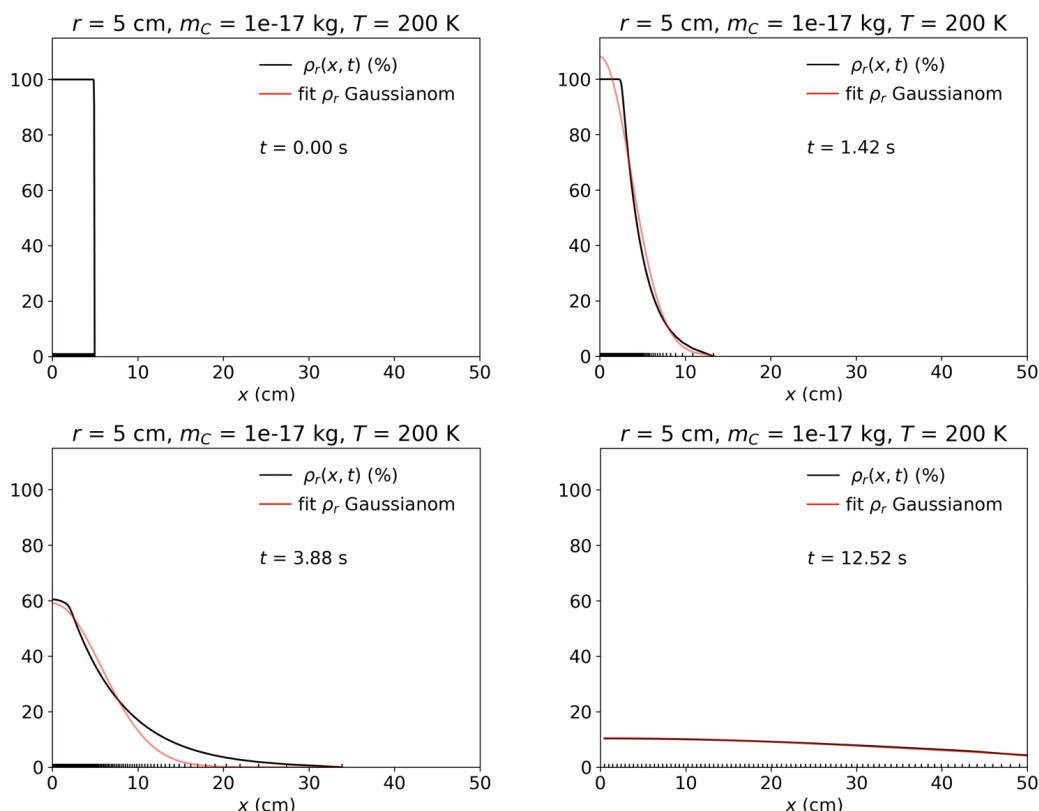 r = 5 cm, m_C = 1e-17 kg, T = 200 K
100
80
60
40
20
0
ρ_r(x, t) (%)
fit ρ_r Gaussianom
t = 0.00 s
0 10 20 30 40 50
x (cm)
r = 5 cm, m_C = 1e-17 kg, T = 200 K
100
80
60
40
20
0
ρ_r(x, t) (%)
fit ρ_r Gaussianom
t = 1.42 s
0 10 20 30 40 50
x (cm)
r = 5 cm, m_C = 1e-17 kg, T = 200 K
100
80
60
40
20
0
ρ_r(x, t) (%)
fit ρ_r Gaussianom
t = 3.88 s
0 10 20 30 40 50
x (cm)
r = 5 cm, m_C = 1e-17 kg, T = 200 K
100
80
60
40
20
0
ρ_r(x, t) (%)
fit ρ_r Gaussianom
t = 12.52 s
0 10 20 30 40 50
x (cm)